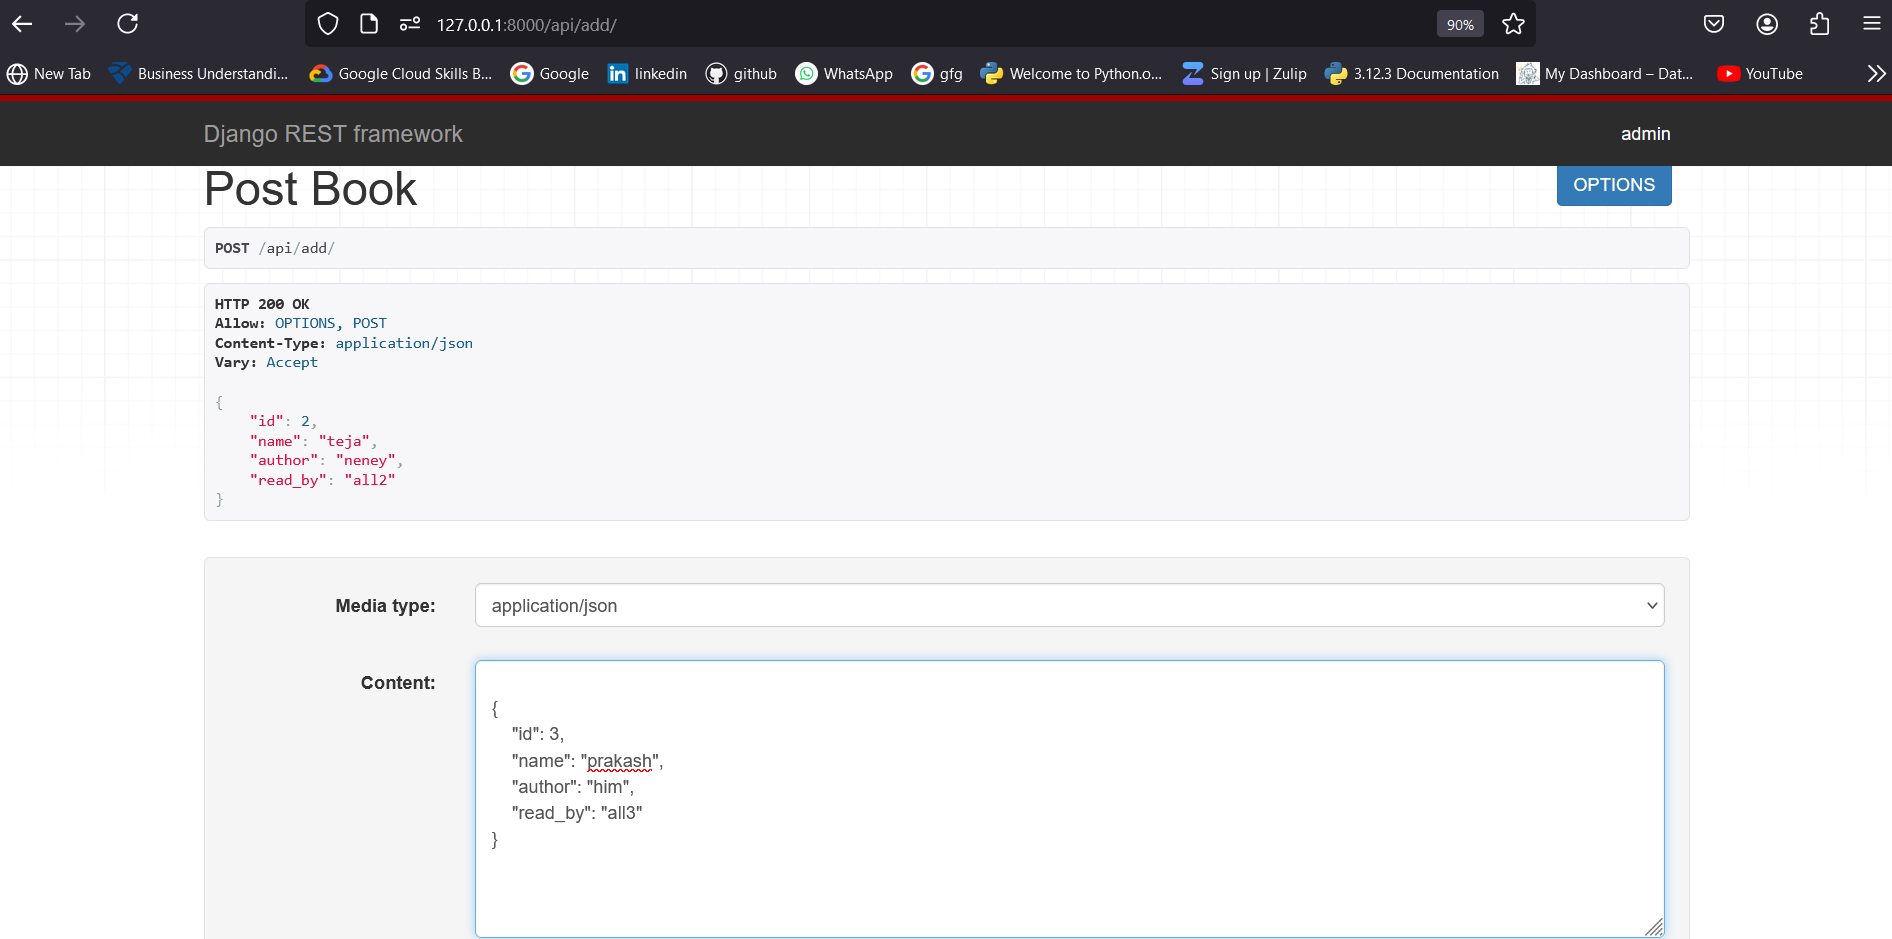 127.0.0.1:8000/api/add/
90%
New Tab
Business Understandi...
Google Cloud Skills B...
Google
linkedin
github
WhatsApp
gfg
Welcome to Python.o...
Sign up | Zulip
3.12.3 Documentation
My Dashboard – Dat...
YouTube
Django REST framework
admin
Post Book
OPTIONS
POST /api/add/
HTTP 200 OK
Allow: OPTIONS, POST
Content-Type: application/json
Vary: Accept
{
"id": 2,
"name": "teja",
"author": "neney",
"read_by": "all2"
}
Media type:
application/json
Content:
{
"id": 3,
"name": "prakash",
"author": "him",
"read_by": "all3"
}